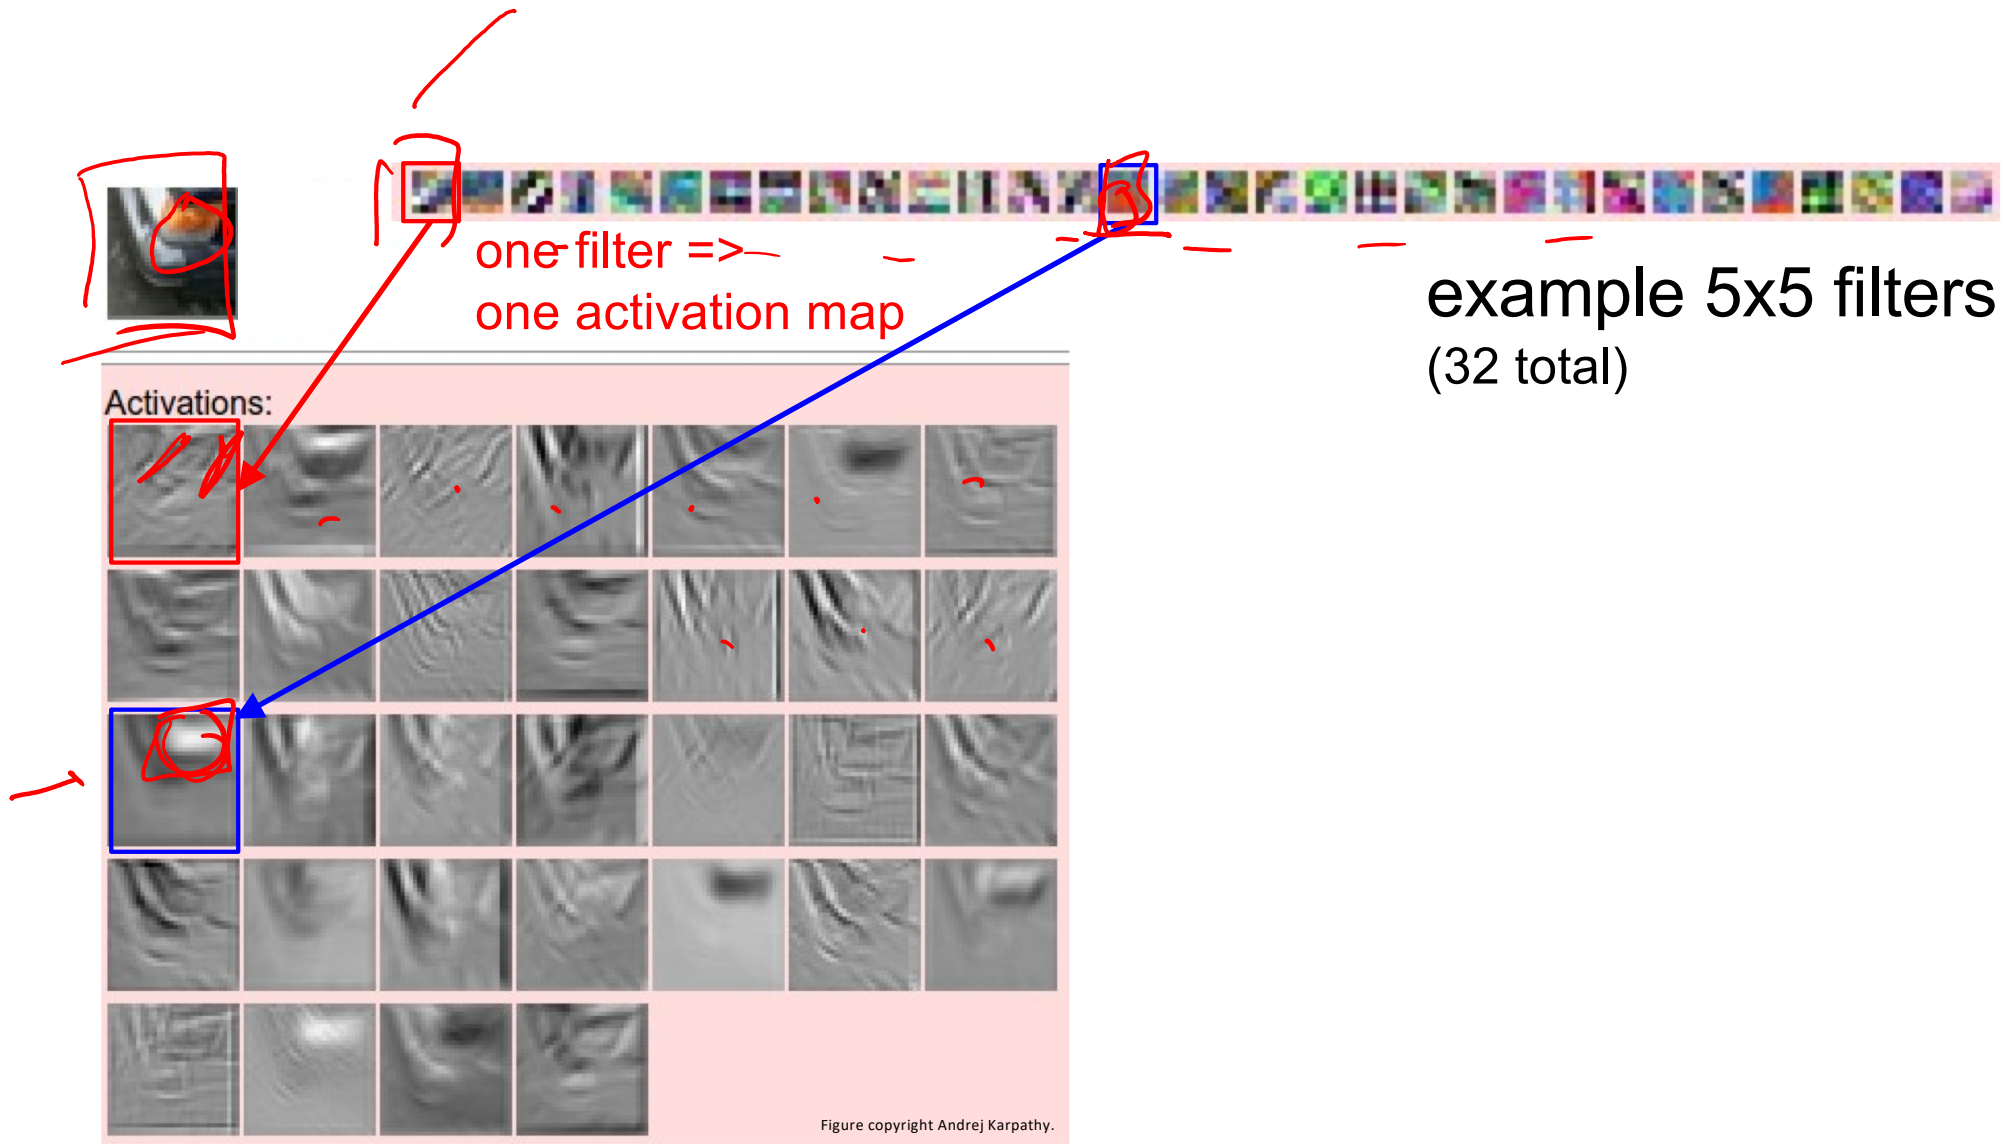 one filter =>
one activation map
example 5x5 filters
(32 total)
Activations:
Figure copyright Andrej Karpathy.